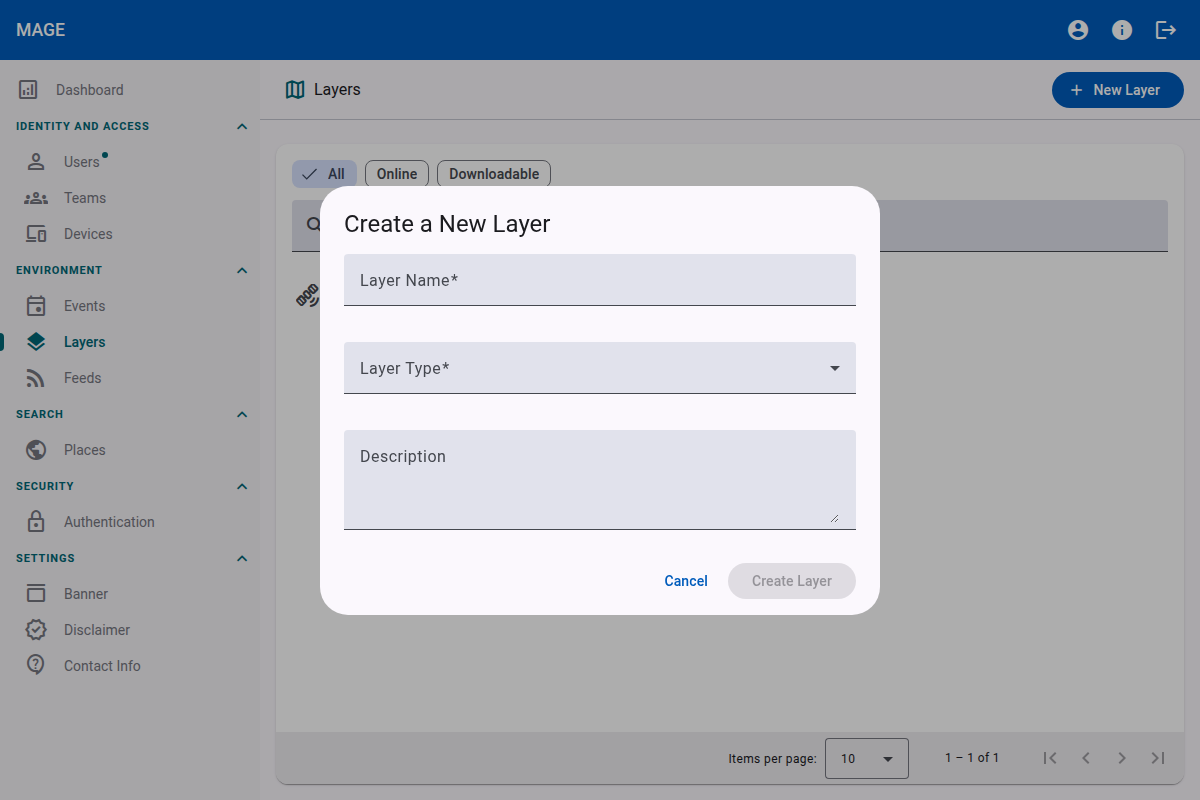 MAGE
Dashboard
Layers
New Layer
IDENTITY AND ACCESS
Users
Teams
Devices
ENVIRONMENT
Events
Layers
Feeds
SEARCH
Places
SECURITY
Authentication
SETTINGS
Banner
Disclaimer
Contact Info
All
Online
Downloadable
Create a New Layer
Layer Name*
Layer Type*
Description
Cancel
Create Layer
Items per page:
10
1 – 1 of 1